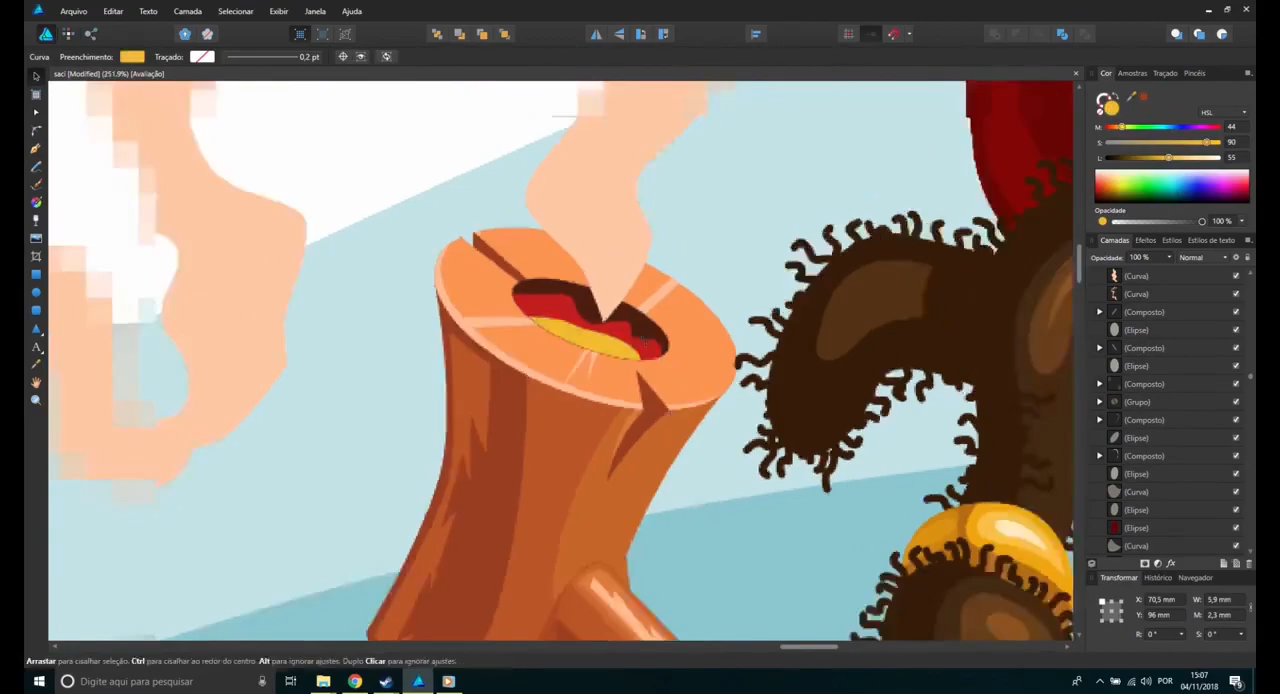 Arquivo Editar Texto Camada Selecionar Exibir Janela Ajuda
Curva Preenchimento: Traçado: 0,2 pt
saci [Modified] (251.9%) [Avaliação]
Cor Amostras Traçado Pincéis
HSL
M: 44
S: 90
L: 55
Opacidade
100 %
Camadas Efeitos Estilos Estilos de texto
Opacidade: 100 % Normal
(Curva)
(Curva)
(Composto)
(Elipse)
(Composto)
(Elipse)
(Composto)
(Grupo)
(Composto)
(Elipse)
(Composto)
(Elipse)
(Curva)
(Elipse)
(Elipse)
(Curva)
Transformar Histórico Navegador
X: 70,5 mm W: 5,9 mm
Y: 96 mm H: 2,3 mm
R: 0 ° S: 0 °
Arrastar para cisalhar seleção. Ctrl para cisalhar ao redor do centro. Alt para ignorar ajustes. Duplo Clicar para ignorar ajustes.
Digite aqui para pesquisar
POR
15:07
04/11/2018